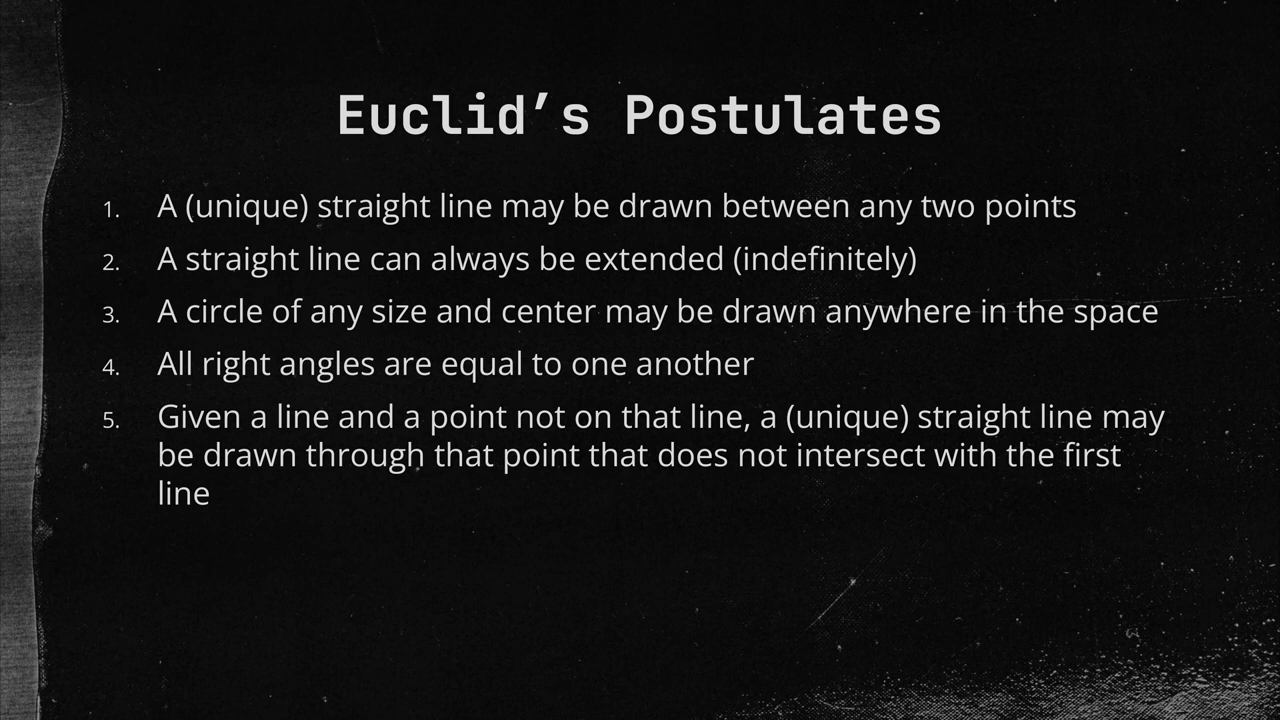 Euclid’s Postulates
1. A (unique) straight line may be drawn between any two points
2. A straight line can always be extended (indefinitely)
3. A circle of any size and center may be drawn anywhere in the space
4. All right angles are equal to one another
5. Given a line and a point not on that line, a (unique) straight line may
be drawn through that point that does not intersect with the first
line